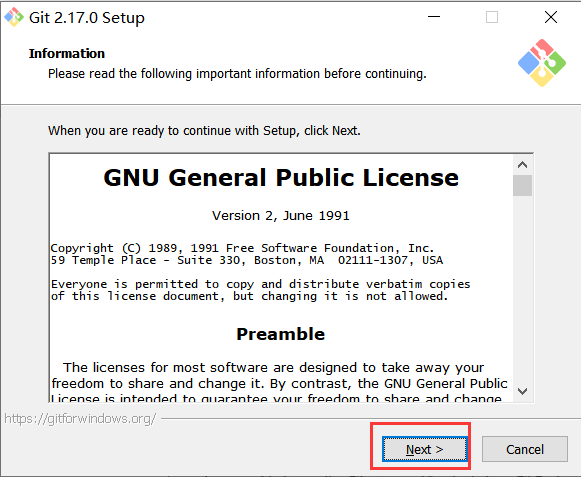 Git 2.17.0 Setup
Information
Please read the following important information before continuing.
When you are ready to continue with Setup, click Next.
GNU General Public License
Version 2, June 1991
Copyright (C) 1989, 1991 Free Software Foundation, Inc.
59 Temple Place - Suite 330, Boston, MA  02111-1307, USA
Everyone is permitted to copy and distribute verbatim copies
of this license document, but changing it is not allowed.
Preamble
The licenses for most software are designed to take away your
freedom to share and change it. By contrast, the GNU General Public
License is intended to guarantee your freedom to share and change
https://gitforwindows.org/
Next >
Cancel